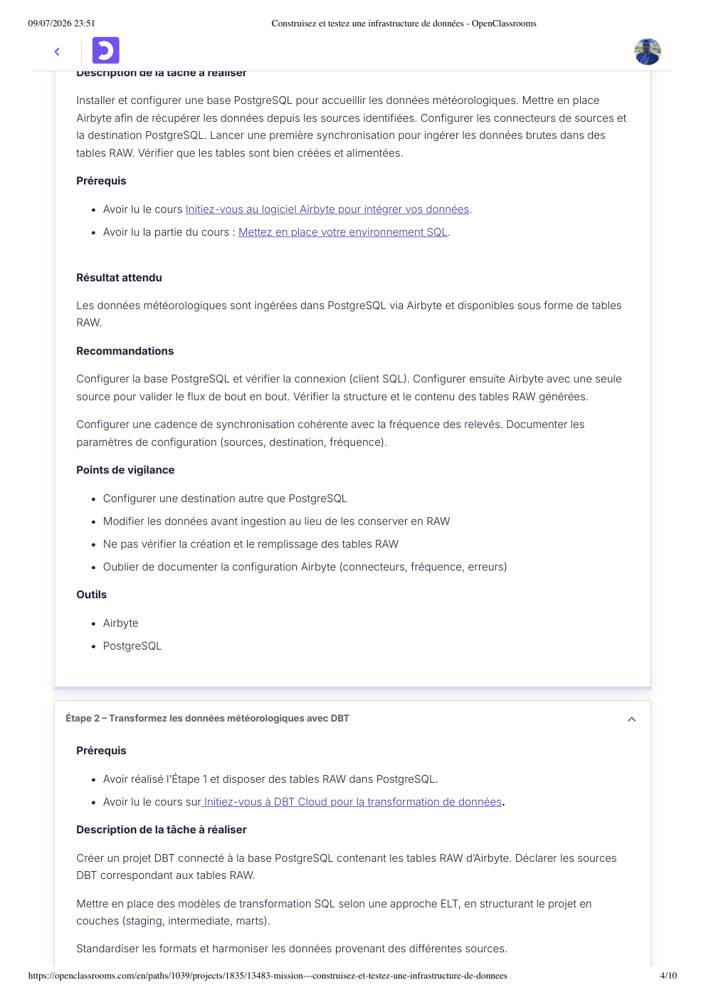 09/07/2026 23:51
Construisez et testez une infrastructure de données - OpenClassrooms
Description de la tâche à réaliser
Installer et configurer une base PostgreSQL pour accueillir les données météorologiques. Mettre en place
Airbyte afin de récupérer les données depuis les sources identifiées. Configurer les connecteurs de sources et
la destination PostgreSQL. Lancer une première synchronisation pour ingérer les données brutes dans des
tables RAW. Vérifier que les tables sont bien créées et alimentées.
Prérequis
• Avoir lu le cours Initiez-vous au logiciel Airbyte pour intégrer vos données.
• Avoir lu la partie du cours : Mettez en place votre environnement SQL.
Résultat attendu
Les données météorologiques sont ingérées dans PostgreSQL via Airbyte et disponibles sous forme de tables
RAW.
Recommandations
Configurer la base PostgreSQL et vérifier la connexion (client SQL). Configurer ensuite Airbyte avec une seule
source pour valider le flux de bout en bout. Vérifier la structure et le contenu des tables RAW générées.
Configurer une cadence de synchronisation cohérente avec la fréquence des relevés. Documenter les
paramètres de configuration (sources, destination, fréquence).
Points de vigilance
• Configurer une destination autre que PostgreSQL
• Modifier les données avant ingestion au lieu de les conserver en RAW
• Ne pas vérifier la création et le remplissage des tables RAW
• Oublier de documenter la configuration Airbyte (connecteurs, fréquence, erreurs)
Outils
• Airbyte
• PostgreSQL
Étape 2 – Transformez les données météorologiques avec DBT
Prérequis
• Avoir réalisé l’Étape 1 et disposer des tables RAW dans PostgreSQL.
• Avoir lu le cours sur Initiez-vous à DBT Cloud pour la transformation de données.
Description de la tâche à réaliser
Créer un projet DBT connecté à la base PostgreSQL contenant les tables RAW d’Airbyte. Déclarer les sources
DBT correspondant aux tables RAW.
Mettre en place des modèles de transformation SQL selon une approche ELT, en structurant le projet en
couches (staging, intermediate, marts).
Standardiser les formats et harmoniser les données provenant des différentes sources.
https://openclassrooms.com/en/paths/1039/projects/1835/13483-mission---construisez-et-testez-une-infrastructure-de-donnees
4/10